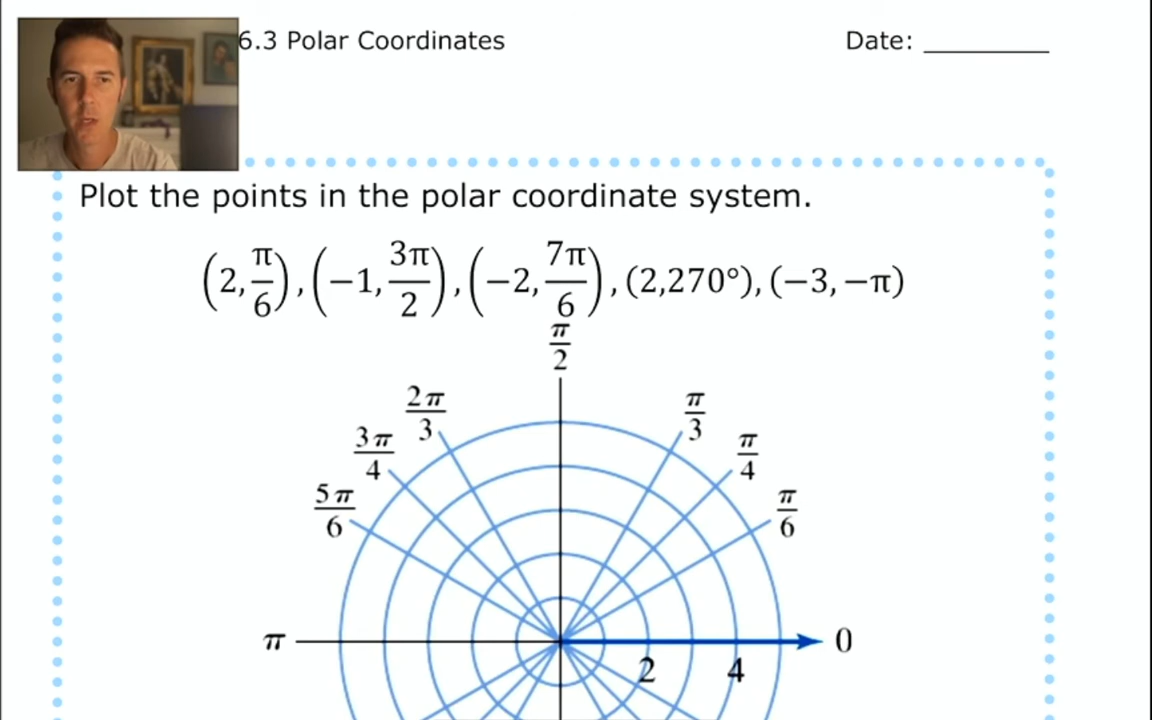 6.3 Polar Coordinates
Date: _________
Plot the points in the polar coordinate system.
(2, π/6), (−1, 3π/2), (−2, 7π/6), (2,270°), (−3, −π)
π/2
2π/3
π/3
3π/4
π/4
5π/6
π/6
π
0
2
4